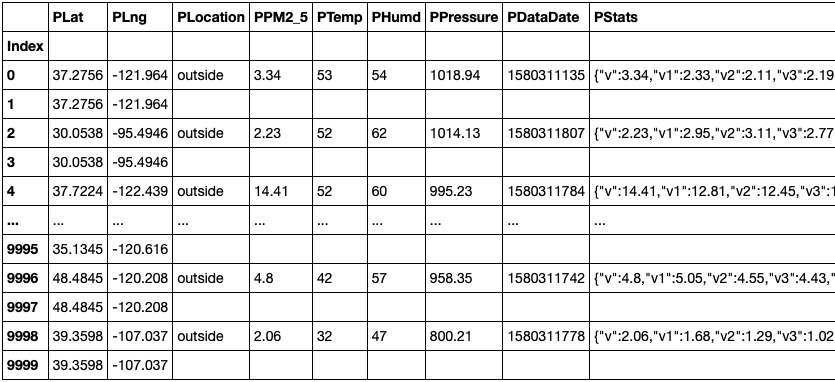 PLat PLng PLocation PPM2_5 PTemp PHumd PPressure PDataDate PStats
Index
0 37.2756 -121.964 outside 3.34 53 54 1018.94 1580311135 {"v":3.34,"v1":2.33,"v2":2.11,"v3":2.19
1 37.2756 -121.964
2 30.0538 -95.4946 outside 2.23 52 62 1014.13 1580311807 {"v":2.23,"v1":2.95,"v2":3.11,"v3":2.77
3 30.0538 -95.4946
4 37.7224 -122.439 outside 14.41 52 60 995.23 1580311784 {"v":14.41,"v1":12.81,"v2":12.45,"v3":1
... ... ... ... ... ... ... ... ... ...
9995 35.1345 -120.616
9996 48.4845 -120.208 outside 4.8 42 57 958.35 1580311742 {"v":4.8,"v1":5.05,"v2":4.55,"v3":4.43,"
9997 48.4845 -120.208
9998 39.3598 -107.037 outside 2.06 32 47 800.21 1580311778 {"v":2.06,"v1":1.68,"v2":1.29,"v3":1.02
9999 39.3598 -107.037